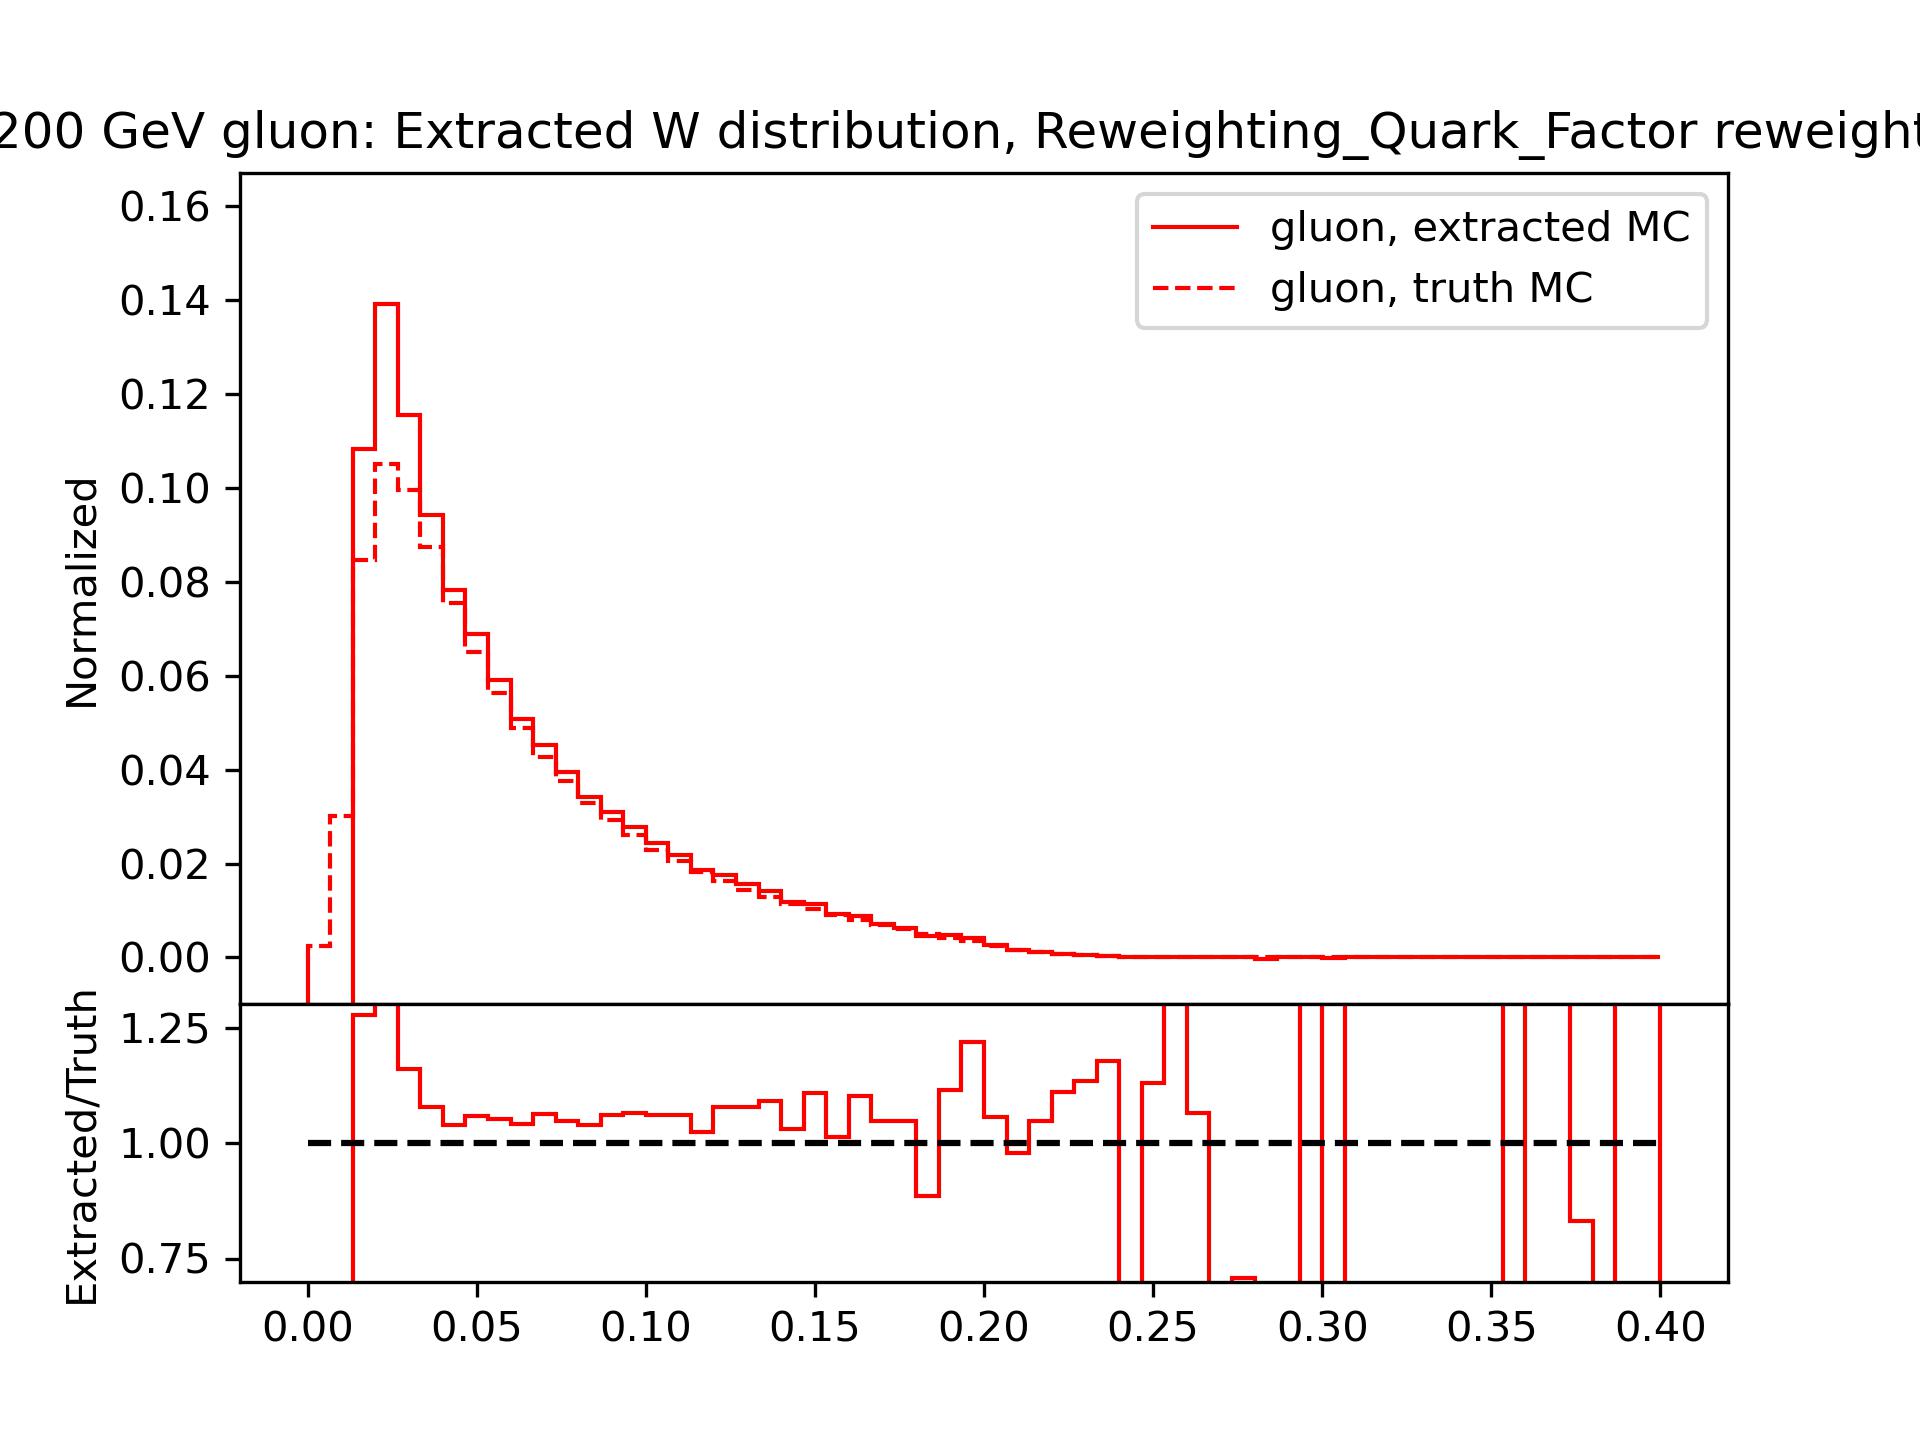 200 GeV gluon: Extracted W distribution, Reweighting_Quark_Factor reweight
gluon, extracted MC
gluon, truth MC
Normalized
0.16
0.14
0.12
0.10
0.08
0.06
0.04
0.02
0.00
Extracted/Truth
1.25
1.00
0.75
0.00 0.05 0.10 0.15 0.20 0.25 0.30 0.35 0.40